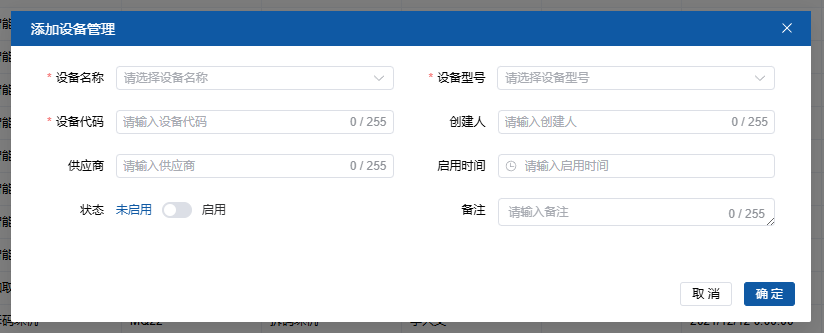 添加设备管理
* 设备名称 请选择设备名称 * 设备型号 请选择设备型号
* 设备代码 请输入设备代码 0 / 255 创建人 请输入创建人 0 / 255
供应商 请输入供应商 0 / 255 启用时间 请输入启用时间
状态 未启用 启用 备注 请输入备注 0 / 255
取消 确定